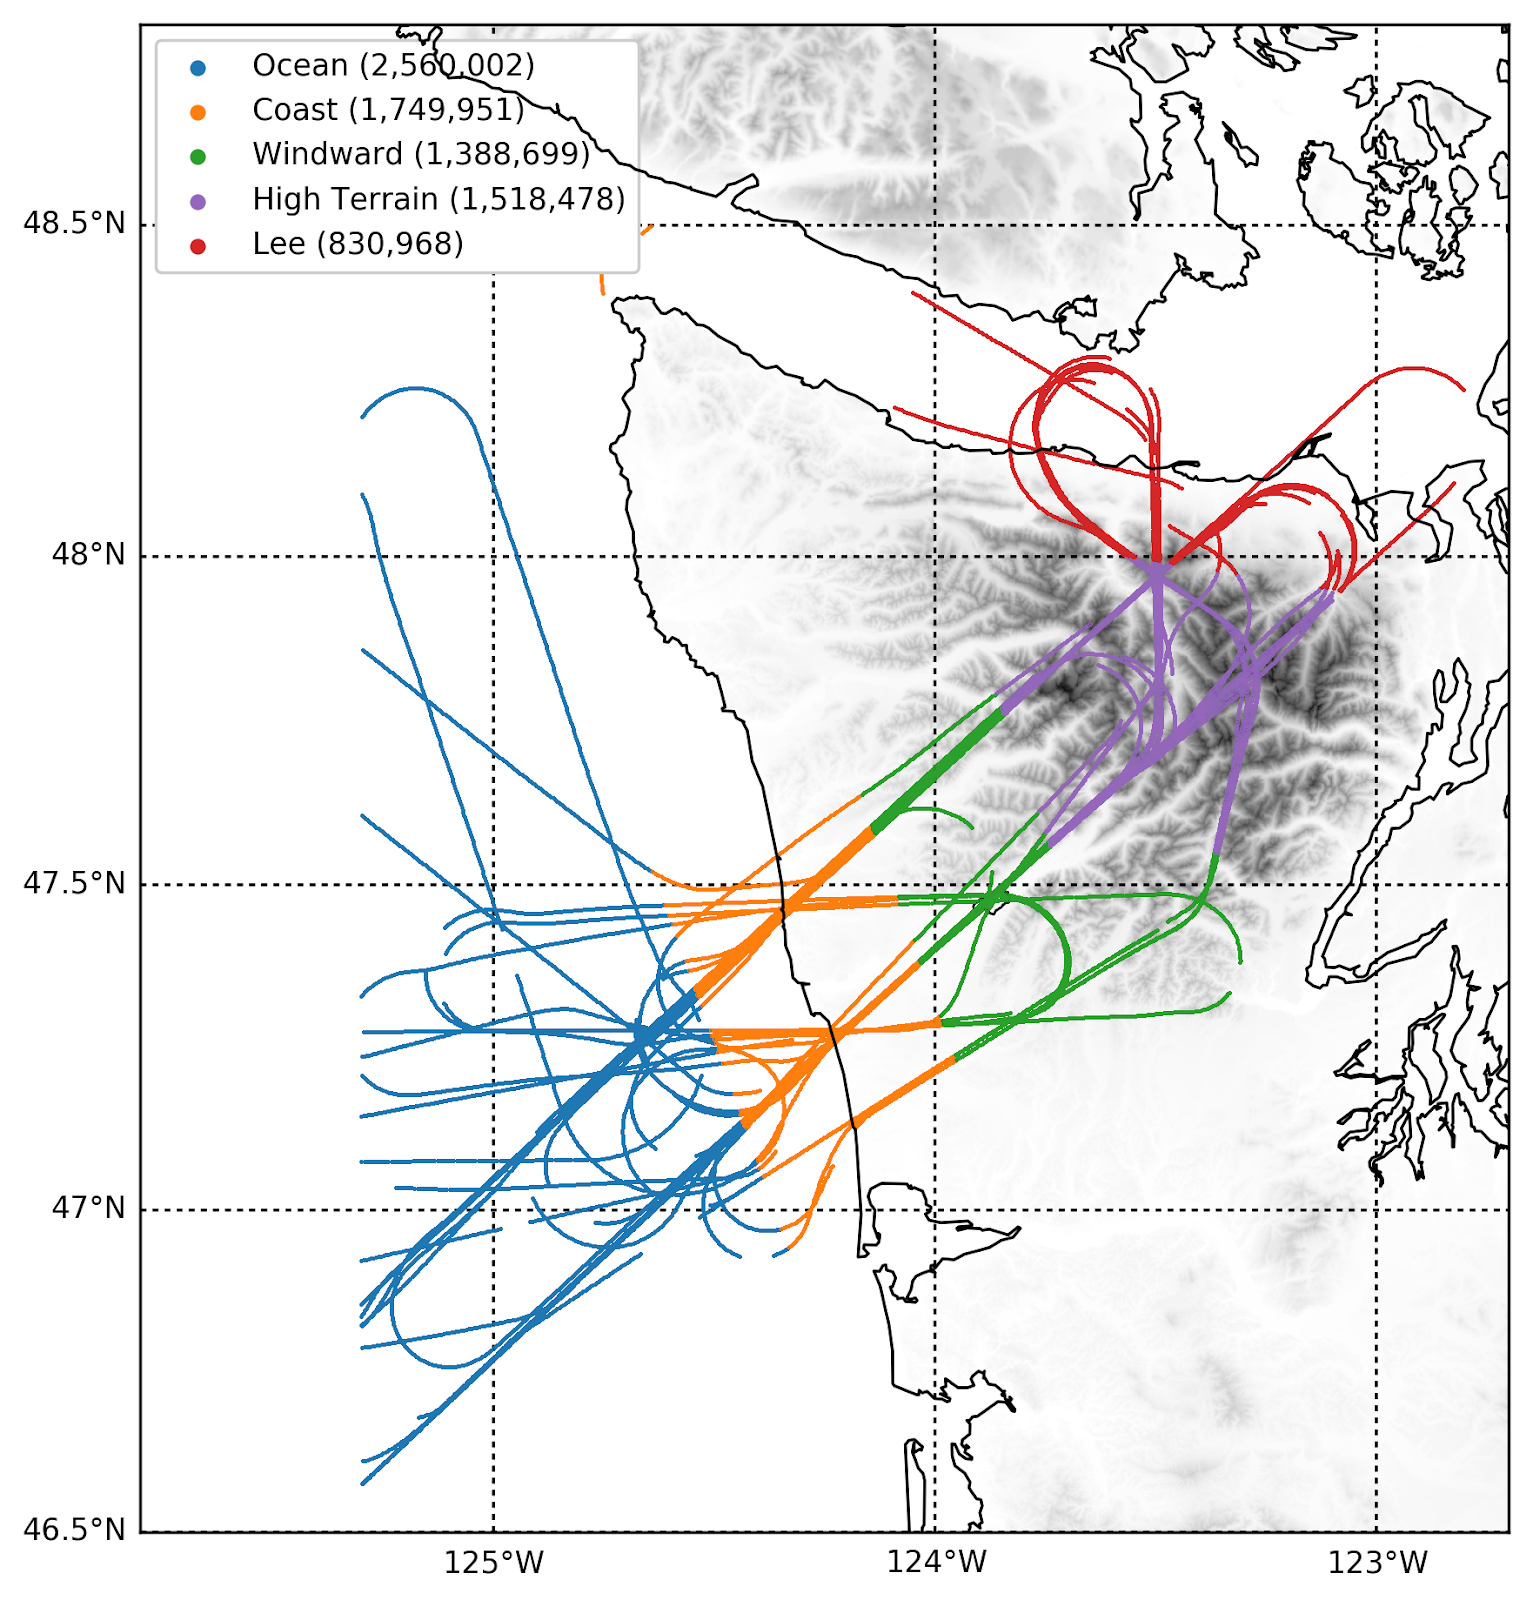 Ocean (2,560,002)
Coast (1,749,951)
Windward (1,388,699)
High Terrain (1,518,478)
Lee (830,968)
48.5°N
48°N
47.5°N
47°N
46.5°N
125°W
124°W
123°W